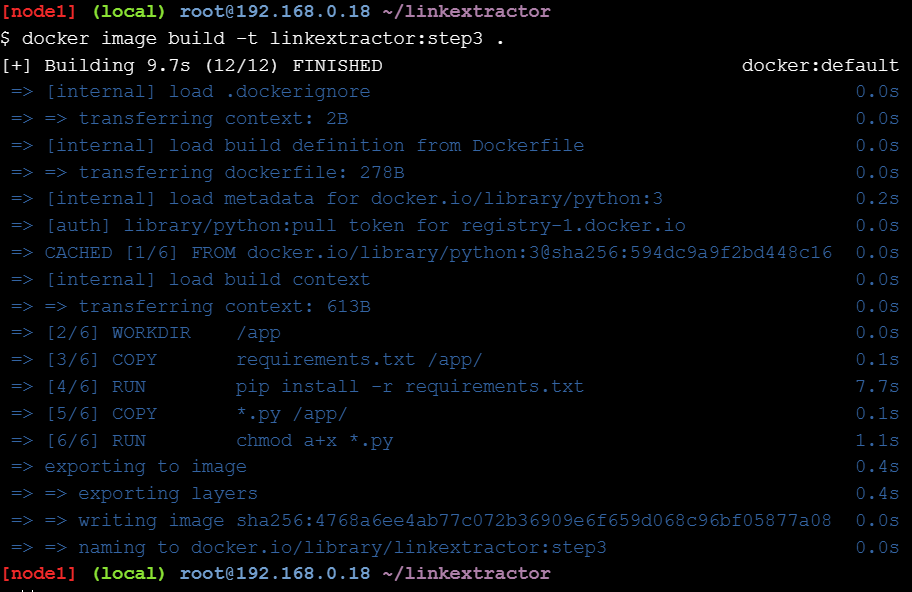 [node1] (local) root@192.168.0.18 ~/linkextractor
$ docker image build -t linkextractor:step3 .
[+] Building 9.7s (12/12) FINISHED docker:default
=> [internal] load .dockerignore 0.0s
=> => transferring context: 2B 0.0s
=> [internal] load build definition from Dockerfile 0.0s
=> => transferring dockerfile: 278B 0.0s
=> [internal] load metadata for docker.io/library/python:3 0.2s
=> [auth] library/python:pull token for registry-1.docker.io 0.0s
=> CACHED [1/6] FROM docker.io/library/python:3@sha256:594dc9a9f2bd448c16 0.0s
=> [internal] load build context 0.0s
=> => transferring context: 613B 0.0s
=> [2/6] WORKDIR /app 0.0s
=> [3/6] COPY requirements.txt /app/ 0.1s
=> [4/6] RUN pip install -r requirements.txt 7.7s
=> [5/6] COPY *.py /app/ 0.1s
=> [6/6] RUN chmod a+x *.py 1.1s
=> exporting to image 0.4s
=> => exporting layers 0.4s
=> => writing image sha256:4768a6ee4ab77c072b36909e6f659d068c96bf05877a08 0.0s
=> => naming to docker.io/library/linkextractor:step3 0.0s
[node1] (local) root@192.168.0.18 ~/linkextractor